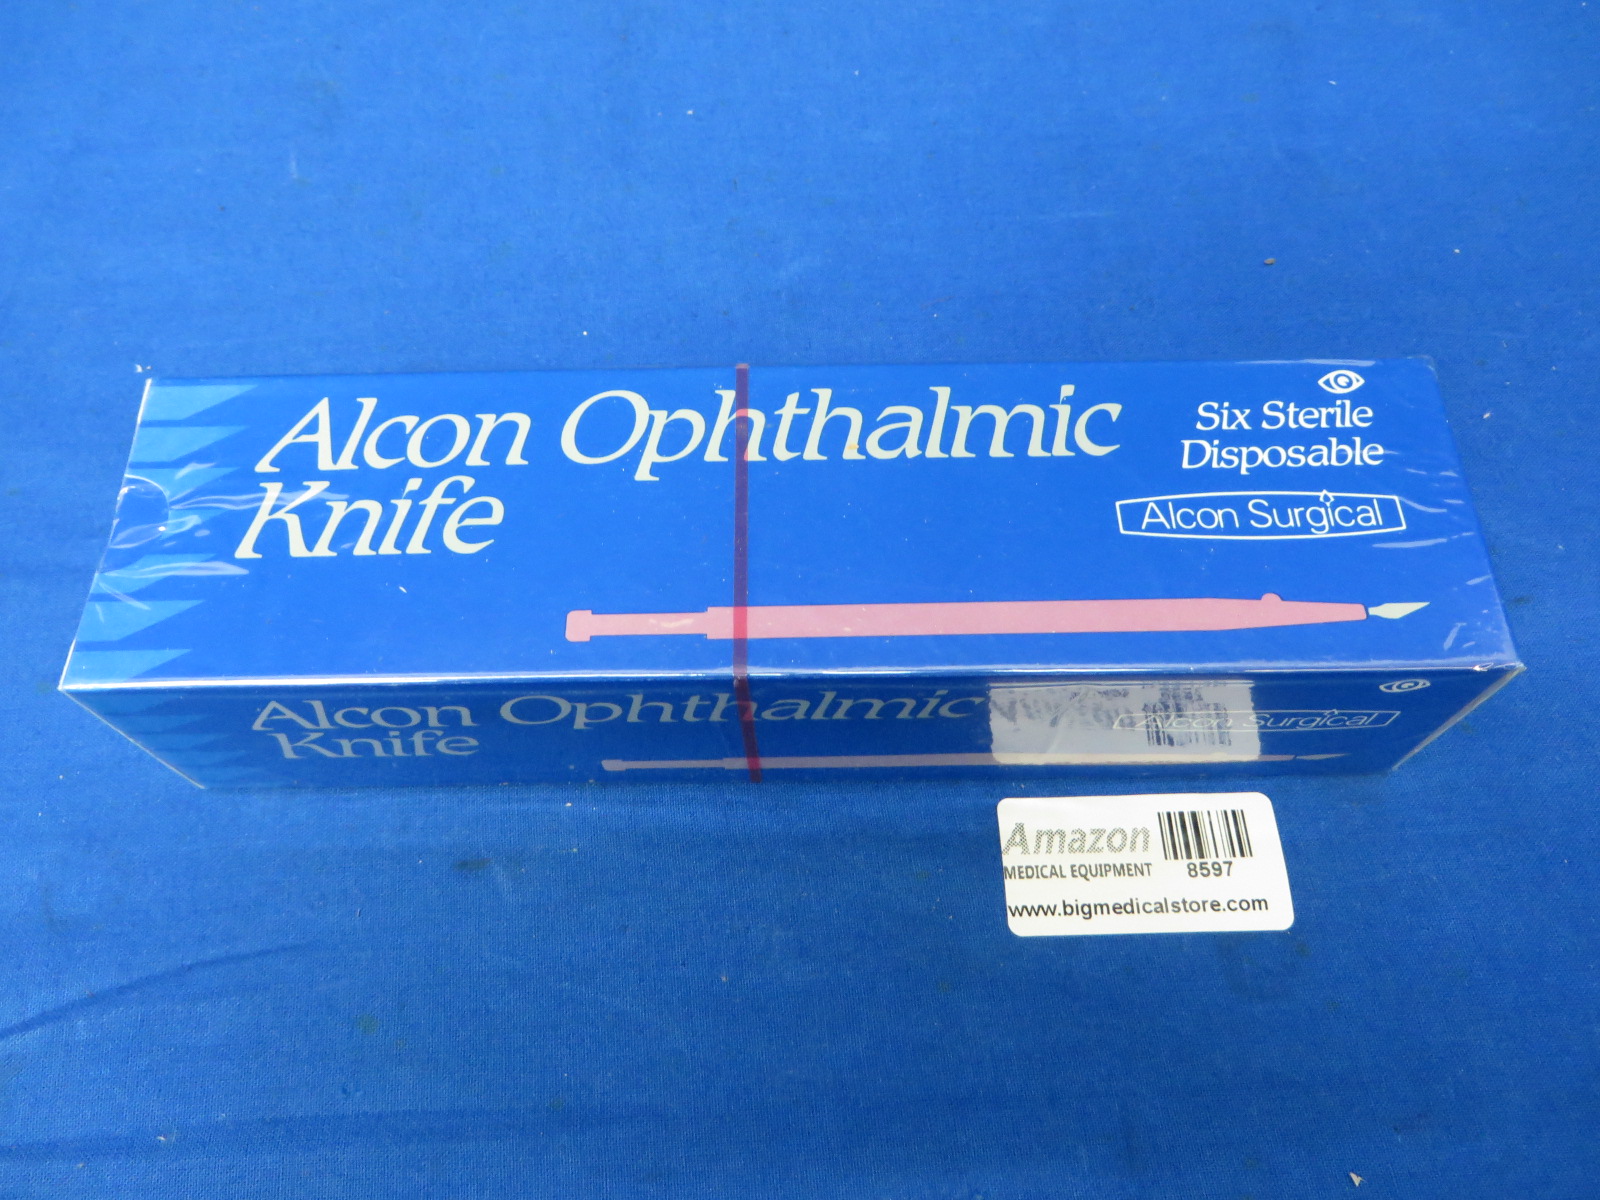 Alcon Ophthalmic
Knife
Six Sterile
Disposable
Alcon Surgical
Alcon Ophthalmic
Knife
Alcon Surgical
Amazon
MEDICAL EQUIPMENT
8597
www.bigmedicalstore.com